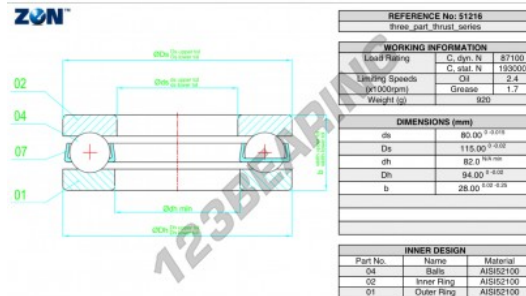 ZEN™
REFERENCE No: 51216
three_part_thrust_series
WORKING INFORMATION
Load Rating C, dyn. N 87100
C, stat. N 193000
Limiting Speeds Oil 2.4
(x1000rpm) Grease 1.7
Weight (g) 920
DIMENSIONS (mm)
ds 80.00
Ds 115.00
dh 82.0
Dh 94.00
b 28.00
INNER DESIGN
Part No. Name Material
04 Balls AISI52100
02 Inner Ring AISI52100
01 Outer Ring AISI52100
02
04
07
01
Ødh min
b
123BEARING